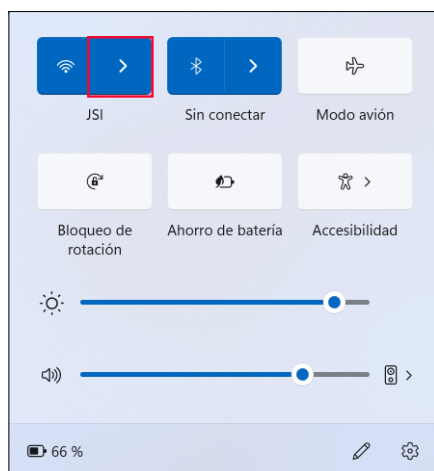 JSI
Sin conectar
Modo avión
Bloqueo de
rotación
Ahorro de batería
Accesibilidad
66 %